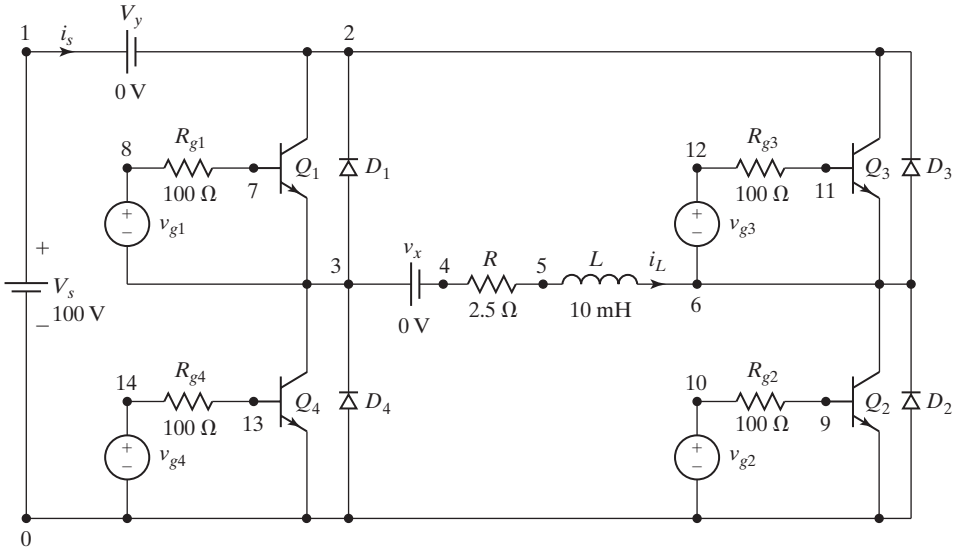 1
i_s
V_y
0 V
2
8
R_g1
100 Ω
7
Q_1
D_1
v_g1
12
R_g3
100 Ω
11
Q_3
D_3
v_g3
+
−
+
−
+
V_s
− 100 V
3
v_x
0 V
4
R
2.5 Ω
5
L
10 mH
i_L
6
14
R_g4
100 Ω
13
Q_4
D_4
v_g4
10
R_g2
100 Ω
9
Q_2
D_2
v_g2
+
−
+
−
0